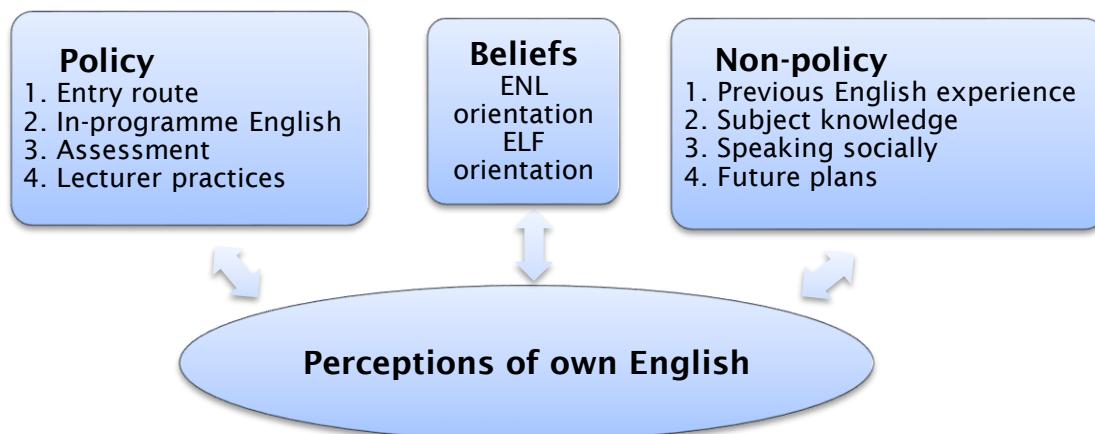 Policy
1. Entry route
2. In-programme English
3. Assessment
4. Lecturer practices
Beliefs
ENL
orientation
ELF
orientation
Non-policy
1. Previous English experience
2. Subject knowledge
3. Speaking socially
4. Future plans
Perceptions of own English